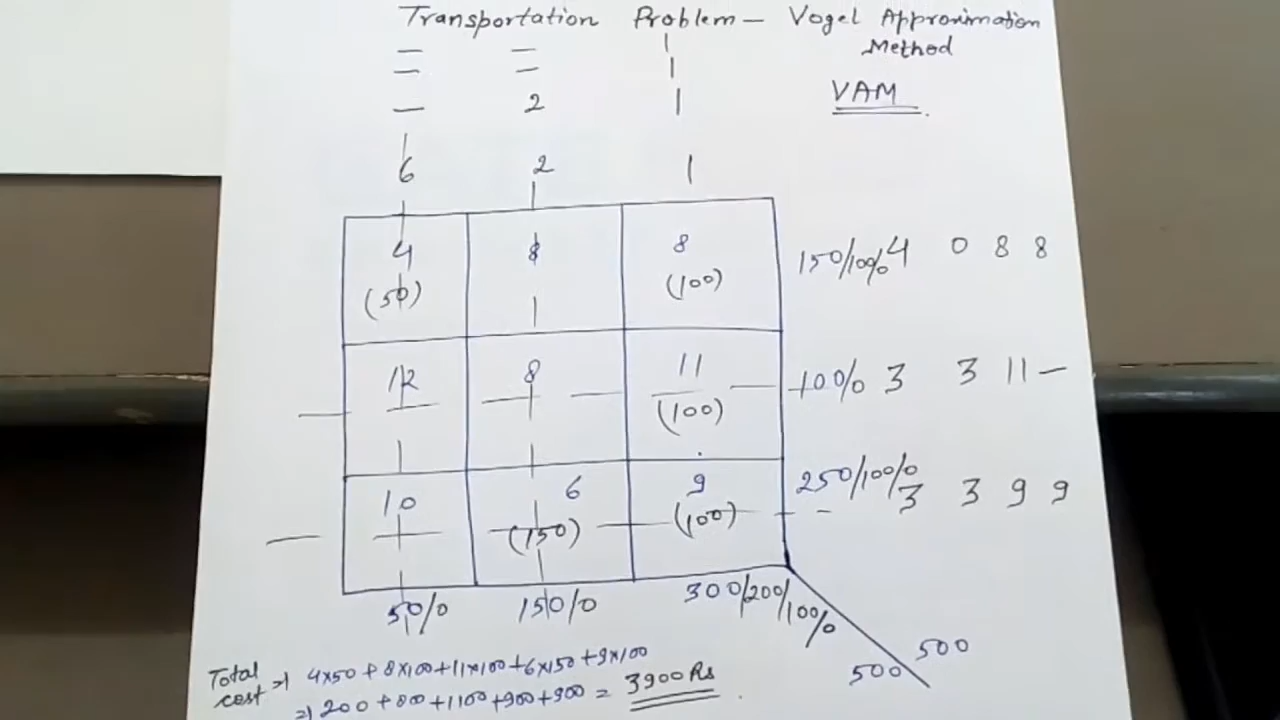 Transportation Problem – Vogel Approximation
Method
— — 1
— — 1
— 2 1
VAM
6 2 1
4 8 8 150/100/0 4 0 8 8
(50) (100)
12 8 11 100/0 3 3 11 —
(100)
10 6 9 250/100/0 3 3 9 9
(150) (100)
50/0 150/0 300/200/100/0
500 500
Total cost ⇒ 4×50 + 8×100 + 11×100 + 6×150 + 9×100
⇒ 200 + 800 + 1100 + 900 + 900 = 3900 Rs